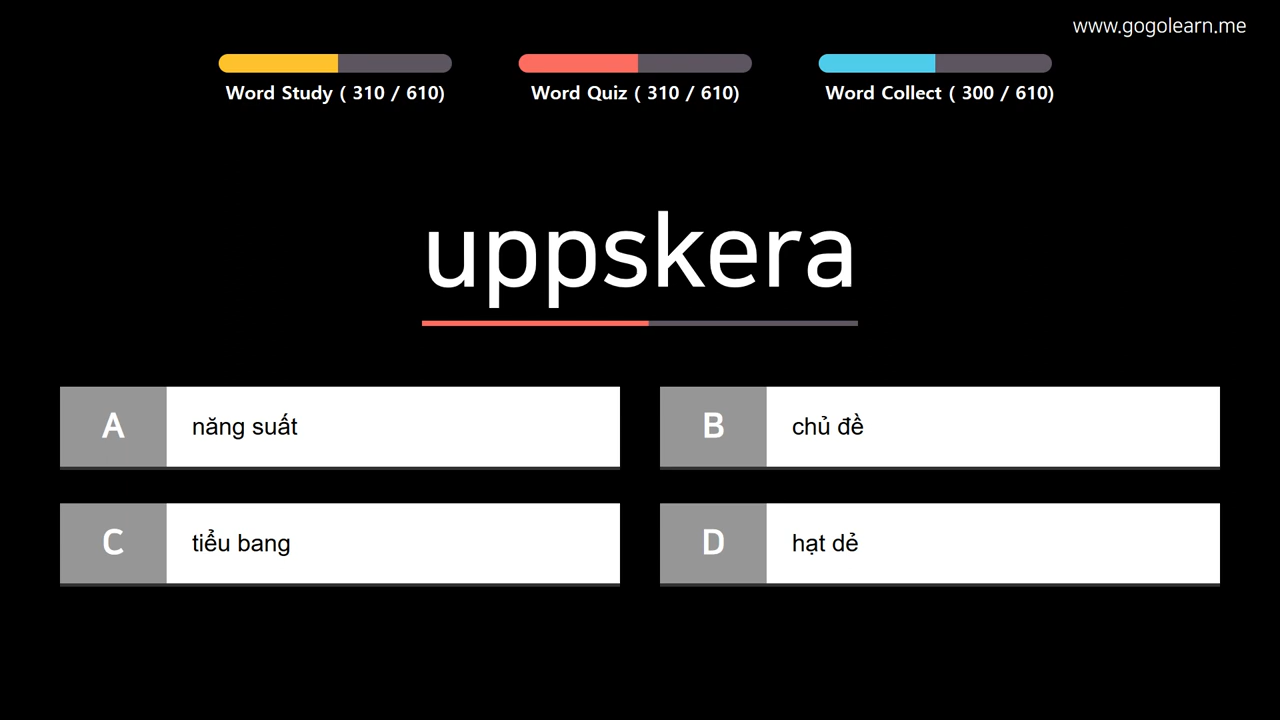 www.gogolearn.me
Word Study ( 310 / 610)
Word Quiz ( 310 / 610)
Word Collect ( 300 / 610)
uppskera
A năng suất
B chủ đề
C tiểu bang
D hạt dẻ